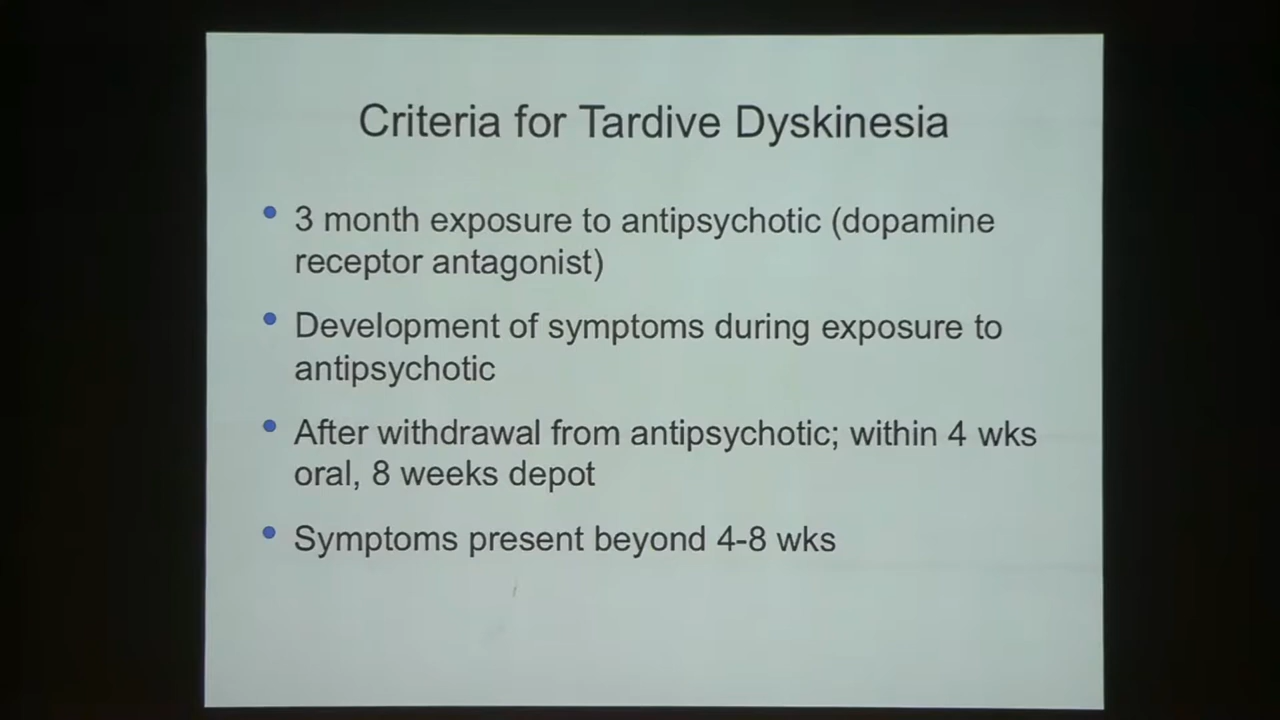 Criteria for Tardive Dyskinesia
• 3 month exposure to antipsychotic (dopamine
receptor antagonist)
• Development of symptoms during exposure to
antipsychotic
• After withdrawal from antipsychotic; within 4 wks
oral, 8 weeks depot
• Symptoms present beyond 4-8 wks